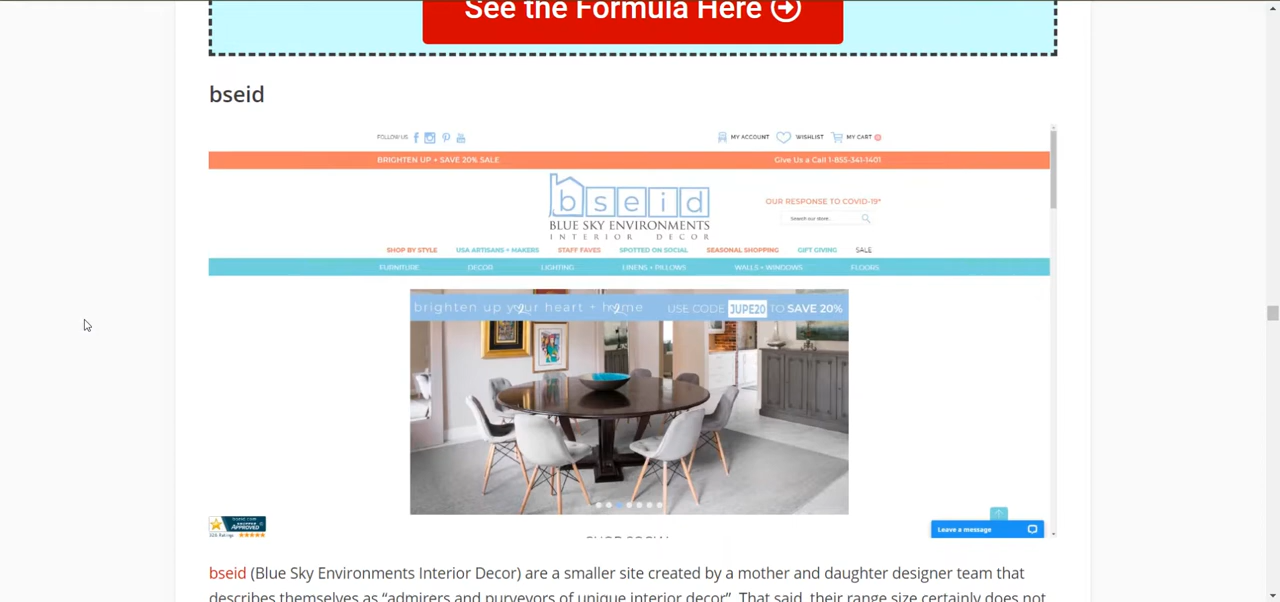 See the Formula Here
bseid
FOLLOW US
MY ACCOUNT WISHLIST MY CART
BRIGHTEN UP + SAVE 20% SALE Give Us a Call 1-855-341-1401
bseid
BLUE SKY ENVIRONMENTS
INTERIOR DECOR
OUR RESPONSE TO COVID-19*
Search our store.
SHOP BY STYLE USA ARTISANS + MAKERS STAFF FAVES SPOTTED ON SOCIAL SEASONAL SHOPPING GIFT GIVING SALE
FURNITURE DECOR LIGHTING LINENS + PILLOWS WALLS + WINDOWS FLOORS
brighten up your heart + home USE CODE JUPE20 TO SAVE 20%
APPROVED
Leave a message
SHOP SOCIAL
bseid (Blue Sky Environments Interior Decor) are a smaller site created by a mother and daughter designer team that
describes themselves as “admirers and purveyors of unique interior decor”. That said, their range size certainly does not